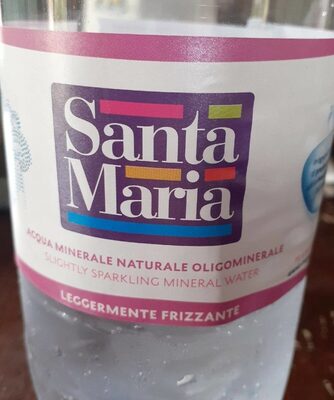 Santa
Maria
ACQUA MINERALE NATURALE OLIGOMINERALE
SLIGHTLY SPARKLING MINERAL WATER
LEGGERMENTE FRIZZANTE